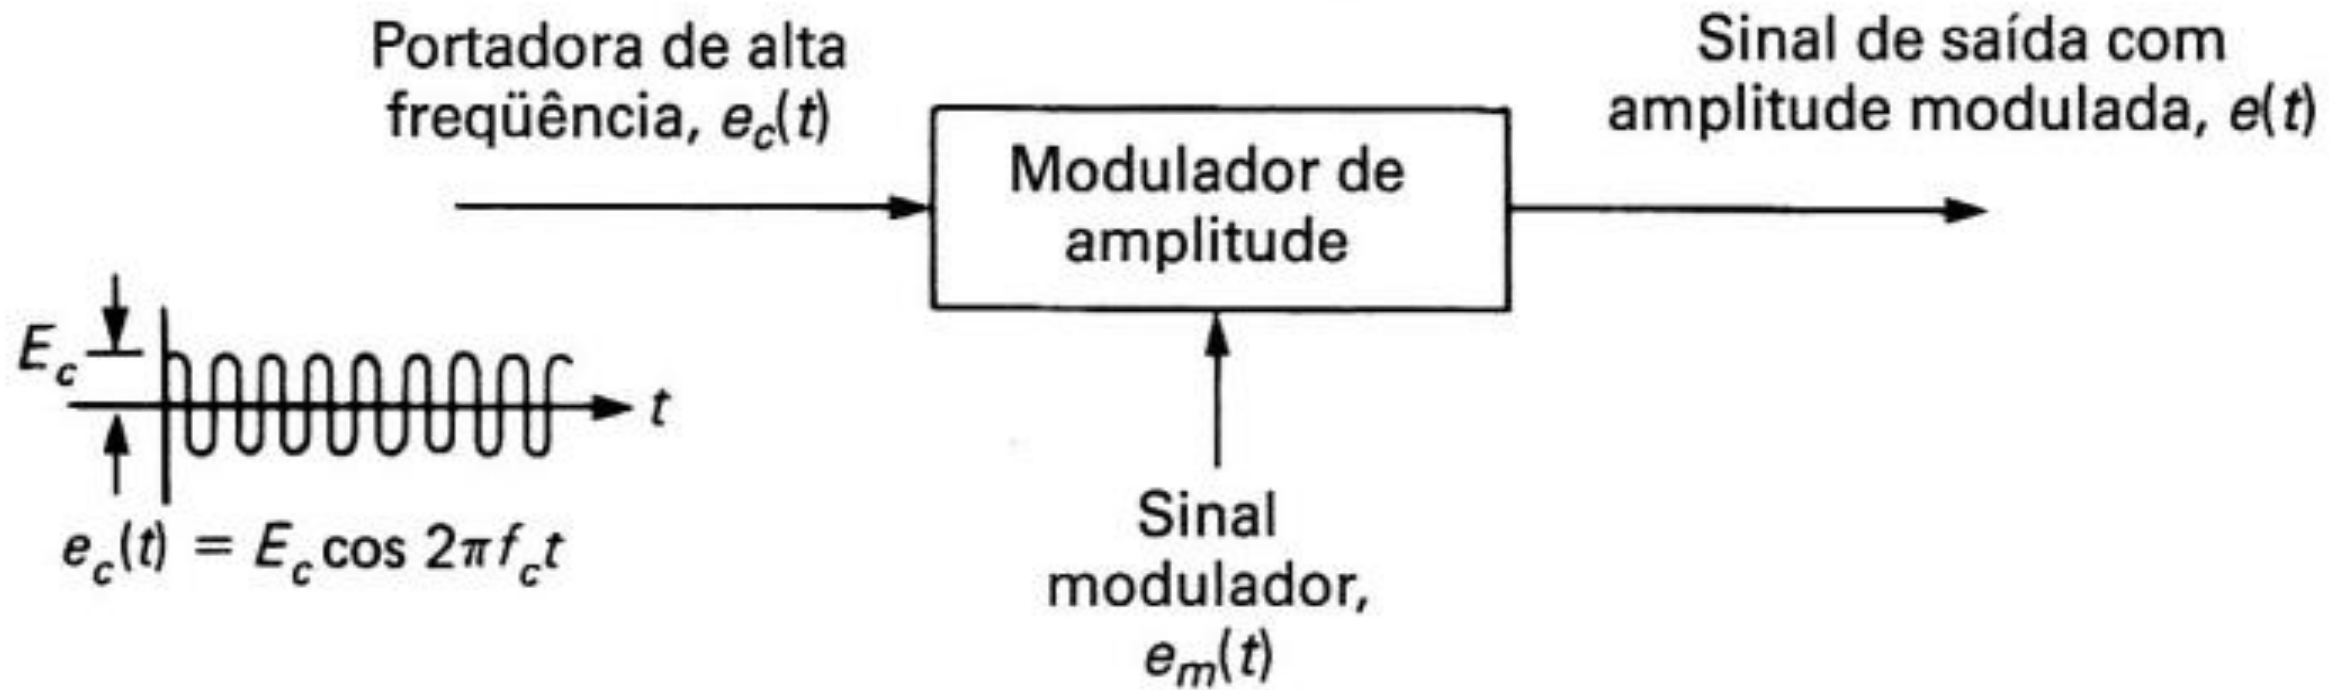 Portadora de alta
freqüência, e_c(t)
Sinal de saída com
amplitude modulada, e(t)
Modulador de
amplitude
E_c
t
e_c(t) = E_c cos 2πf_c t
Sinal
modulador,
e_m(t)